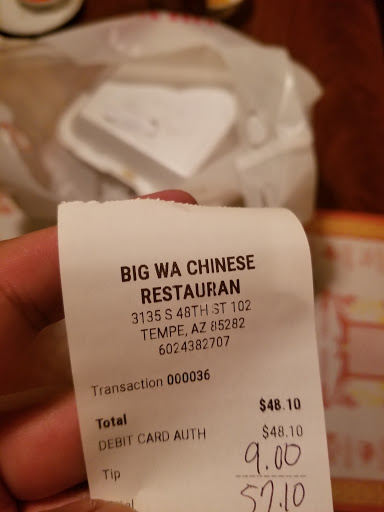 BIG WA CHINESE
RESTAURAN
3135 S 48TH ST 102
TEMPE, AZ 85282
6024382707
Transaction 000036
Total $48.10
DEBIT CARD AUTH $48.10
Tip 9.00
57.10